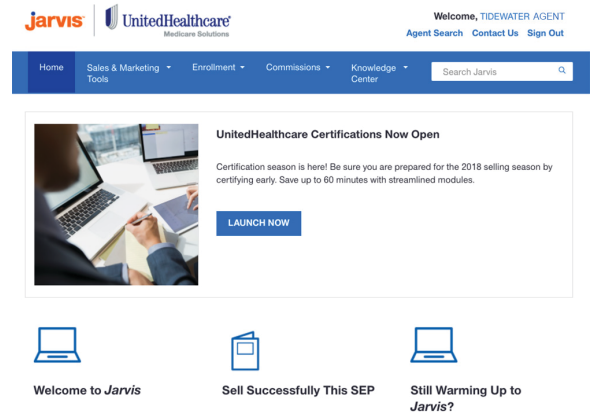 jarvis
UnitedHealthcare®
Medicare Solutions
Welcome, TIDEWATER AGENT
Agent Search Contact Us Sign Out
Home
Sales & Marketing
Tools
Enrollment
Commissions
Knowledge
Center
Search Jarvis
UnitedHealthcare Certifications Now Open
Certification season is here! Be sure you are prepared for the 2018 selling season by
certifying early. Save up to 60 minutes with streamlined modules.
LAUNCH NOW
Welcome to Jarvis
Sell Successfully This SEP
Still Warming Up to
Jarvis?